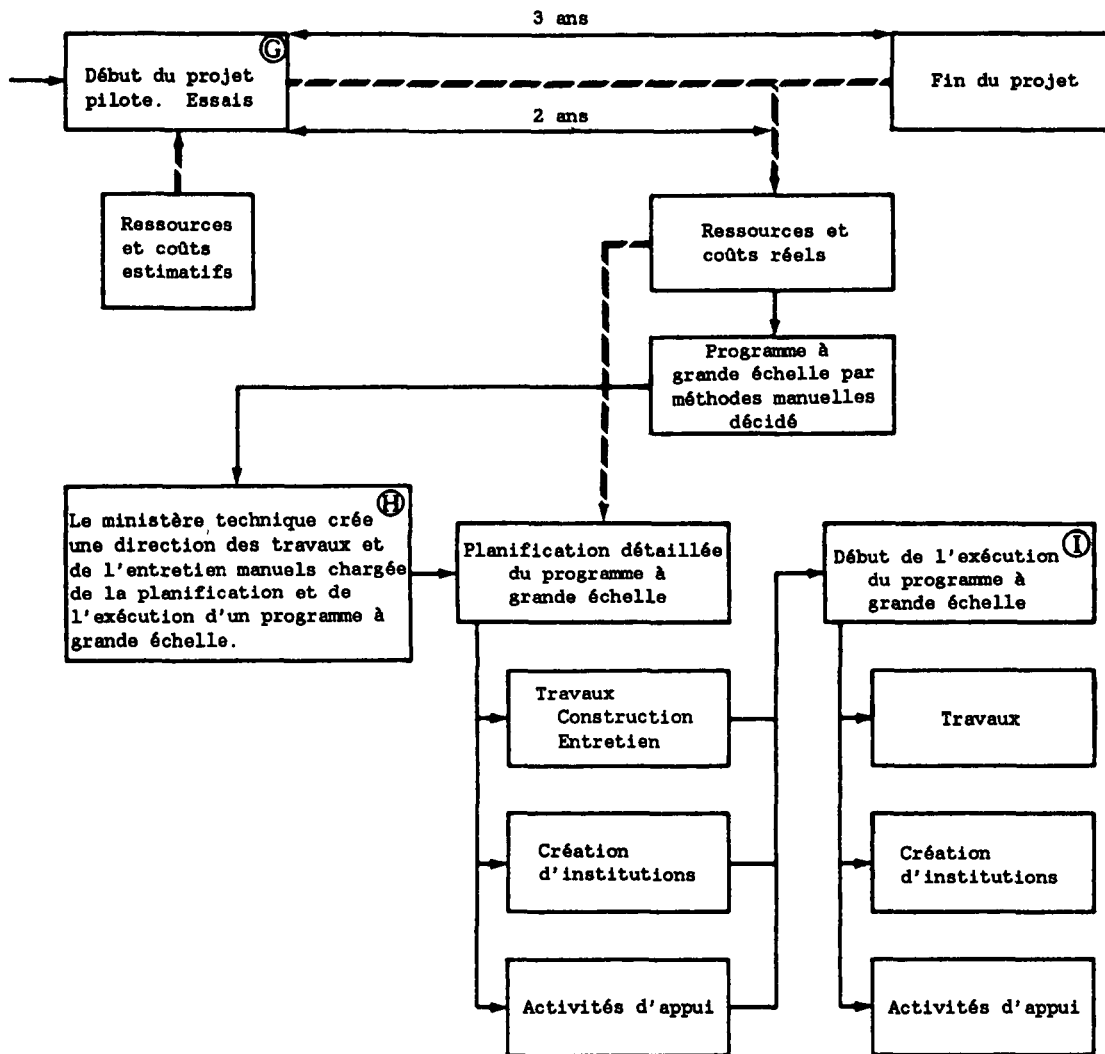 3 ans
G
Début du projet
pilote. Essais
Fin du projet
2 ans
Ressources
et coûts
estimatifs
Ressources et
coûts réels
Programme à
grande échelle par
méthodes manuelles
décidé
H
Le ministère technique crée
une direction des travaux et
de l'entretien manuels chargée
de la planification et de
l'exécution d'un programme à
grande échelle.
Planification détaillée
du programme à
grande échelle
I
Début de l'exécution
du programme à
grande échelle
Travaux
Construction
Entretien
Travaux
Création
d'institutions
Création
d'institutions
Activités d'appui
Activités d'appui